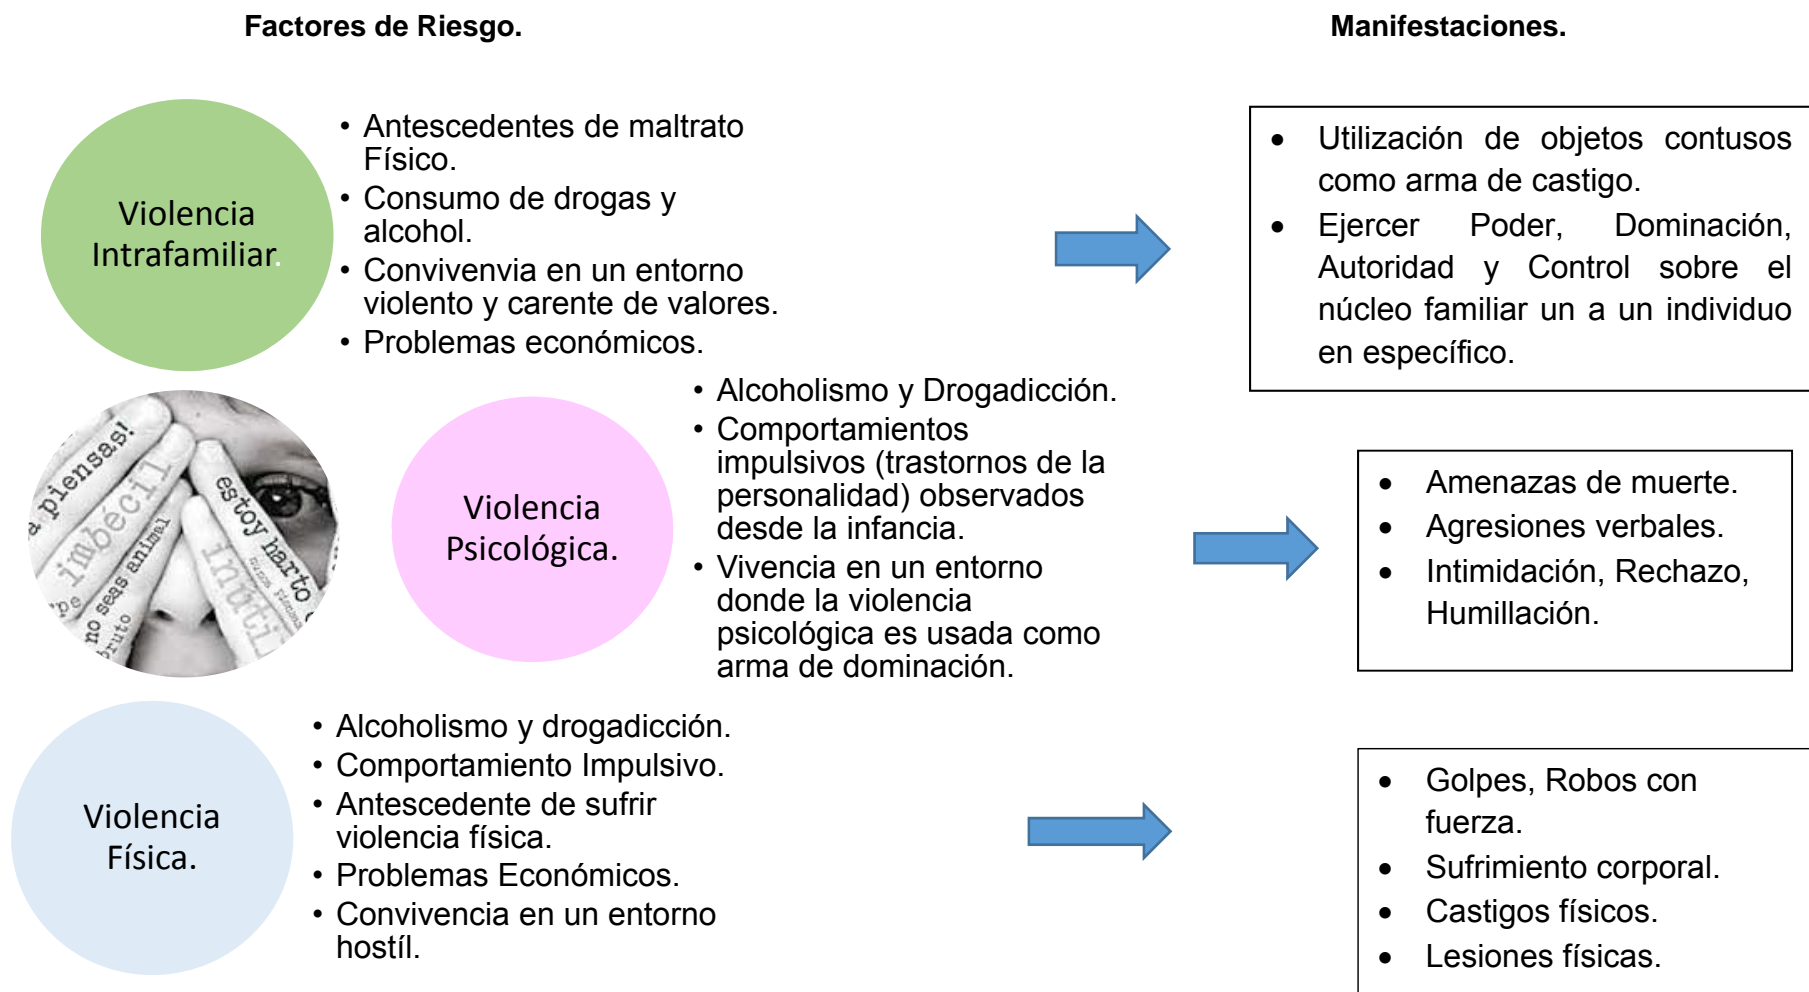 Factores de Riesgo.
Manifestaciones.
Violencia
Intrafamiliar.
• Antescedentes de maltrato
Físico.
• Consumo de drogas y
alcohol.
• Convivenvia en un entorno
violento y carente de valores.
• Problemas económicos.
• Utilización de objetos contusos
como arma de castigo.
• Ejercer Poder, Dominación,
Autoridad y Control sobre el
núcleo familiar un a un individuo
en específico.
a piensas!
imbécil
no seas animal
bruto
estoy harto
Violencia
Psicológica.
• Alcoholismo y Drogadicción.
• Comportamientos
impulsivos (trastornos de la
personalidad) observados
desde la infancia.
• Vivencia en un entorno
donde la violencia
psicológica es usada como
arma de dominación.
• Amenazas de muerte.
• Agresiones verbales.
• Intimidación, Rechazo,
Humillación.
Violencia
Física.
• Alcoholismo y drogadicción.
• Comportamiento Impulsivo.
• Antescedente de sufrir
violencia física.
• Problemas Económicos.
• Convivencia en un entorno
hostíl.
• Golpes, Robos con
fuerza.
• Sufrimiento corporal.
• Castigos físicos.
• Lesiones físicas.